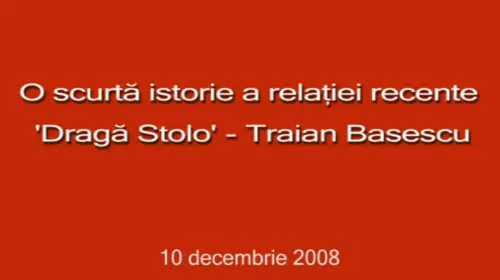 O scurtă istorie a relației recente
'Dragă Stolo' - Traian Basescu
10 decembrie 2008